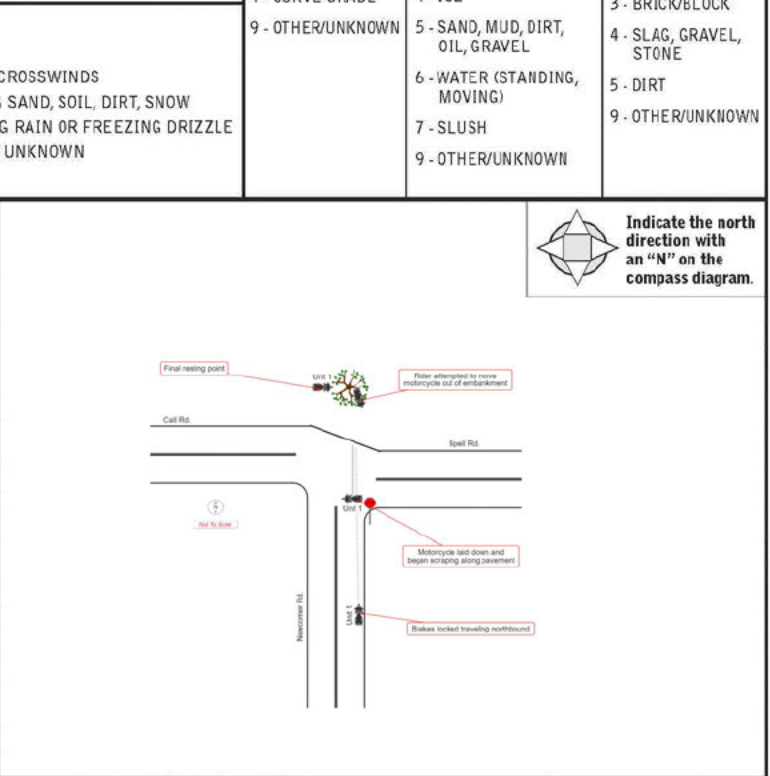 9 - OTHER/UNKNOWN
CROSSWINDS
SAND, SOIL, DIRT, SNOW
G RAIN OR FREEZING DRIZZLE
UNKNOWN
5 - SAND, MUD, DIRT,
OIL, GRAVEL
6 - WATER (STANDING,
MOVING)
7 - SLUSH
9 - OTHER/UNKNOWN
3 - BRICK/BLOCK
4 - SLAG, GRAVEL,
STONE
5 - DIRT
9 - OTHER/UNKNOWN
Indicate the north
direction with
an “N” on the
compass diagram.
Final resting point
Unit 1
Rider attempted to move
motorcycle out of embankment
Call Rd.
Spell Rd.
N
Not To Scale
Unit 1
Motorcycle laid down and
began scraping along pavement
Newcomer Rd.
Unit 1
Brakes locked traveling northbound